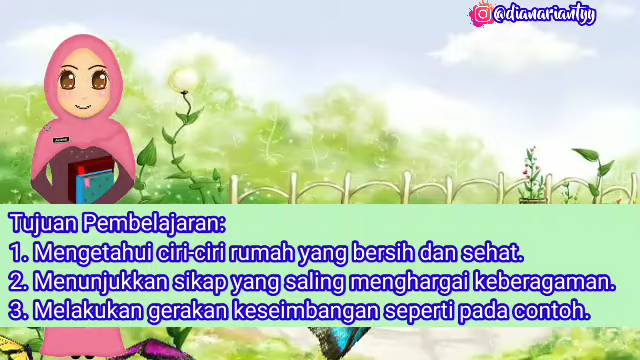 @dianariantyy
Tujuan Pembelajaran:
1. Mengetahui ciri-ciri rumah yang bersih dan sehat.
2. Menunjukkan sikap yang saling menghargai keberagaman.
3. Melakukan gerakan keseimbangan seperti pada contoh.